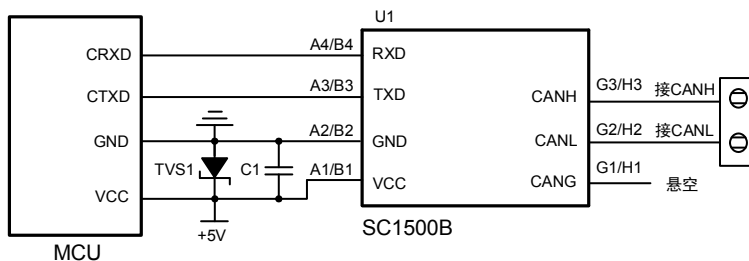 U1
CRXD A4/B4 RXD
CTXD A3/B3 TXD CANH G3/H3 接CANH
GND A2/B2 GND CANL G2/H2 接CANL
TVS1 C1 A1/B1 VCC CANG G1/H1 悬空
VCC
+5V SC1500B
MCU